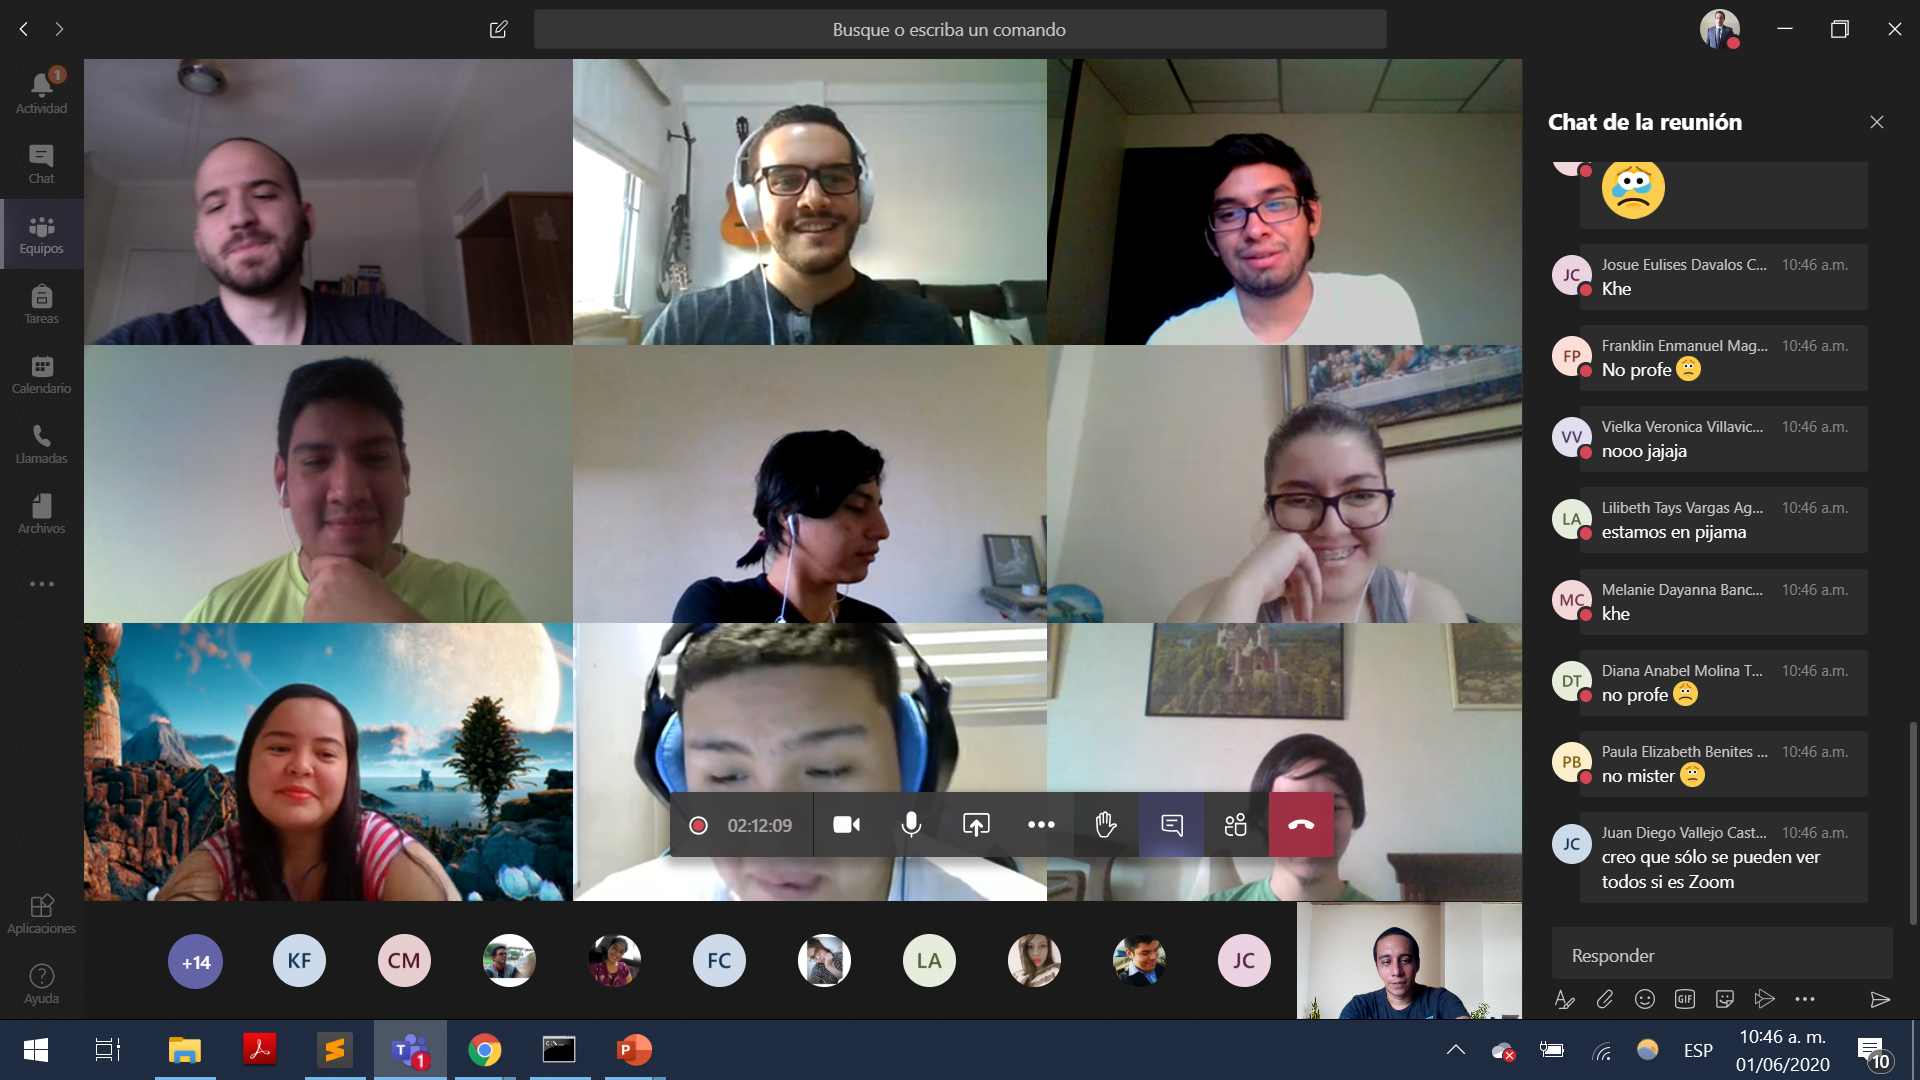 Busque o escriba un comando
1
Actividad
Chat
Equipos
Tareas
Calendario
Llamadas
Archivos
Aplicaciones
Ayuda
02:12:09
+14
KF
CM
FC
LA
JC
Chat de la reunión
JC
Josue Eulises Davalos C... 10:46 a.m.
Khe
FP
Franklin Enmanuel Mag... 10:46 a.m.
No profe
VV
Vielka Veronica Villavic... 10:46 a.m.
nooo jajaja
LA
Lilibeth Tays Vargas Ag... 10:46 a.m.
estamos en pijama
MC
Melanie Dayanna Banc... 10:46 a.m.
khe
DT
Diana Anabel Molina T... 10:46 a.m.
no profe
PB
Paula Elizabeth Benites ... 10:46 a.m.
no mister
JC
Juan Diego Vallejo Cast... 10:46 a.m.
creo que sólo se pueden ver
todos si es Zoom
Responder
GIF
T
1
P
ESP
10:46 a. m.
01/06/2020
10